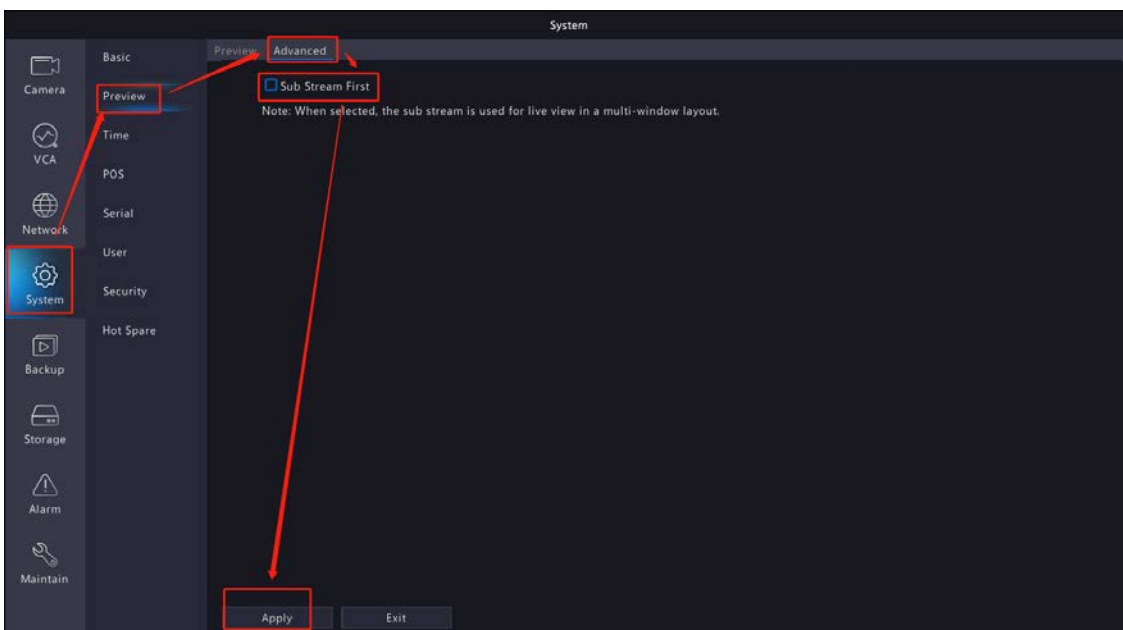 System
Camera
VCA
Network
System
Backup
Storage
Alarm
Maintain
Basic
Preview
Time
POS
Serial
User
Security
Hot Spare
Preview Advanced
Sub Stream First
Note: When selected, the sub stream is used for live view in a multi-window layout.
Apply Exit